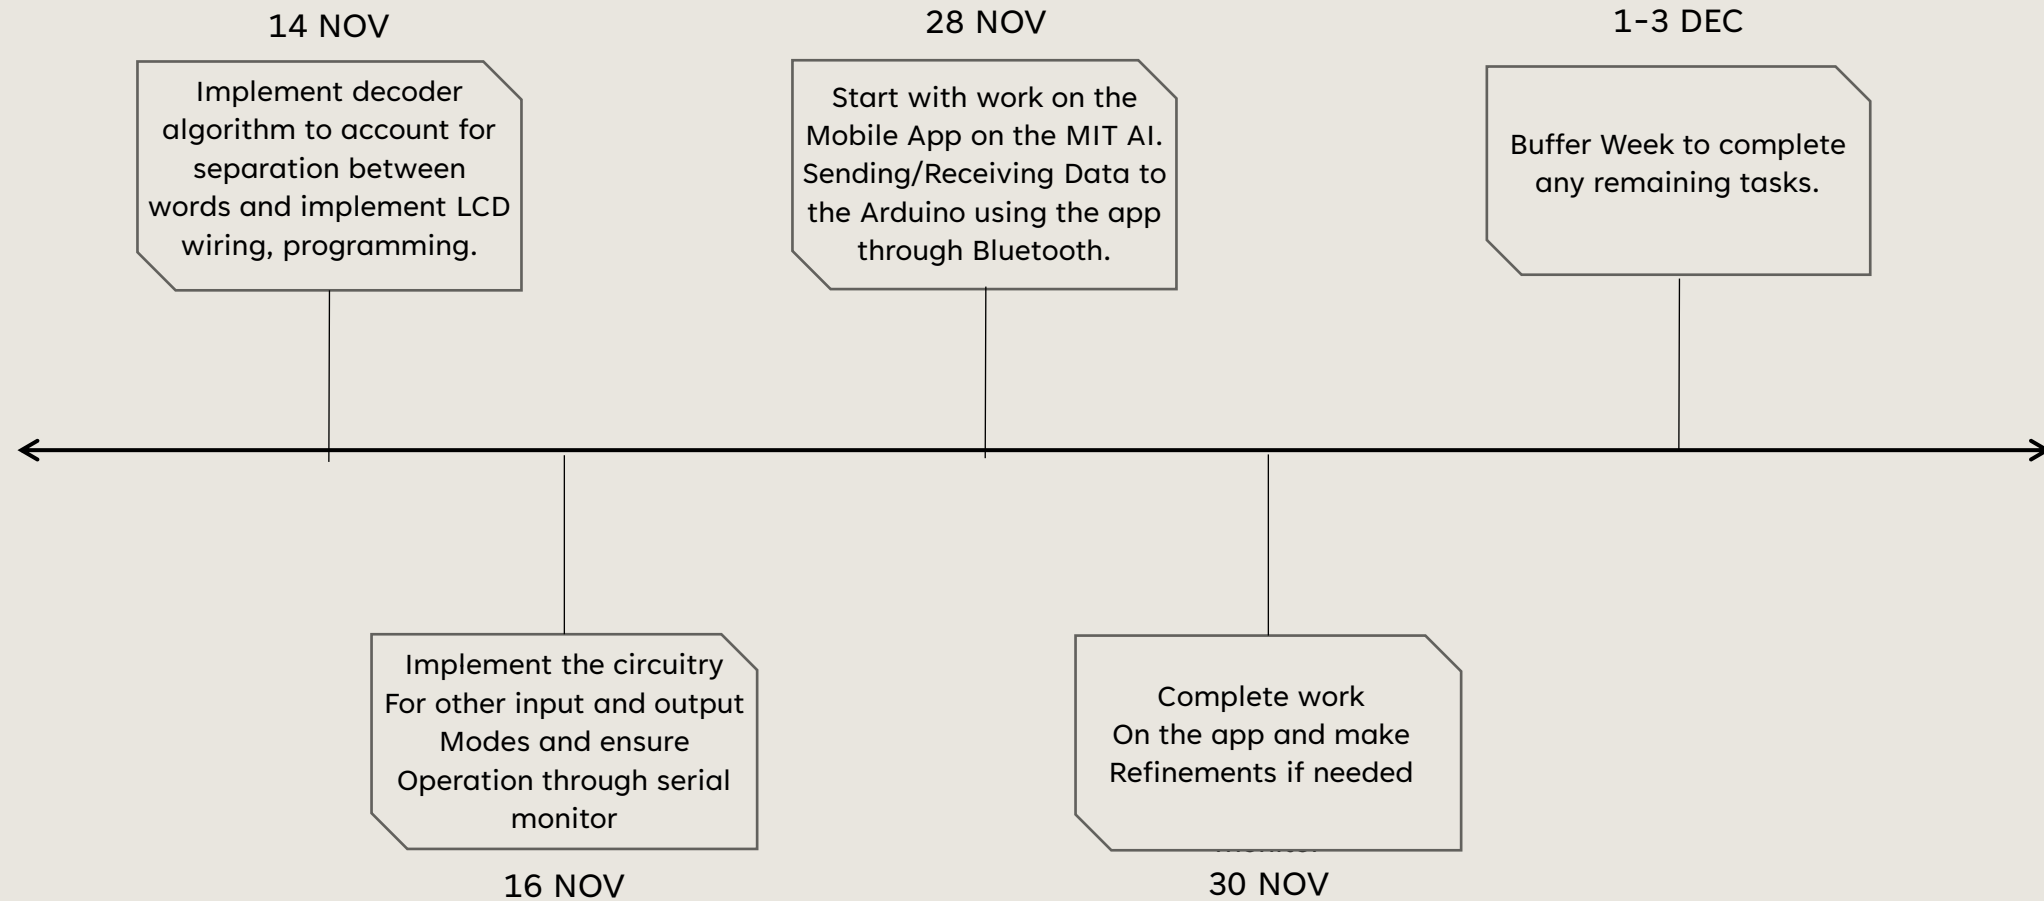 14 NOV
Implement decoder
algorithm to account for
separation between
words and implement LCD
wiring, programming.
28 NOV
Start with work on the
Mobile App on the MIT AI.
Sending/Receiving Data to
the Arduino using the app
through Bluetooth.
1-3 DEC
Buffer Week to complete
any remaining tasks.
Implement the circuitry
For other input and output
Modes and ensure
Operation through serial
monitor
16 NOV
Complete work
On the app and make
Refinements if needed
30 NOV